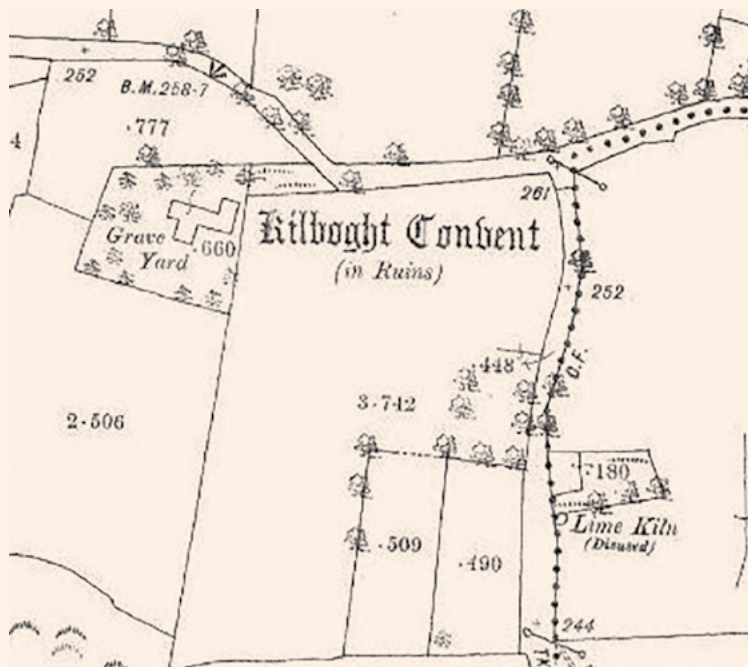 252
B.M.258·7
·777
4
261
Kilboght Convent
(in Ruins)
Grave
Yard
·660
252
C.F.
·448
3·742
2·506
·180
Lime Kiln
(Disused)
·509
·490
244